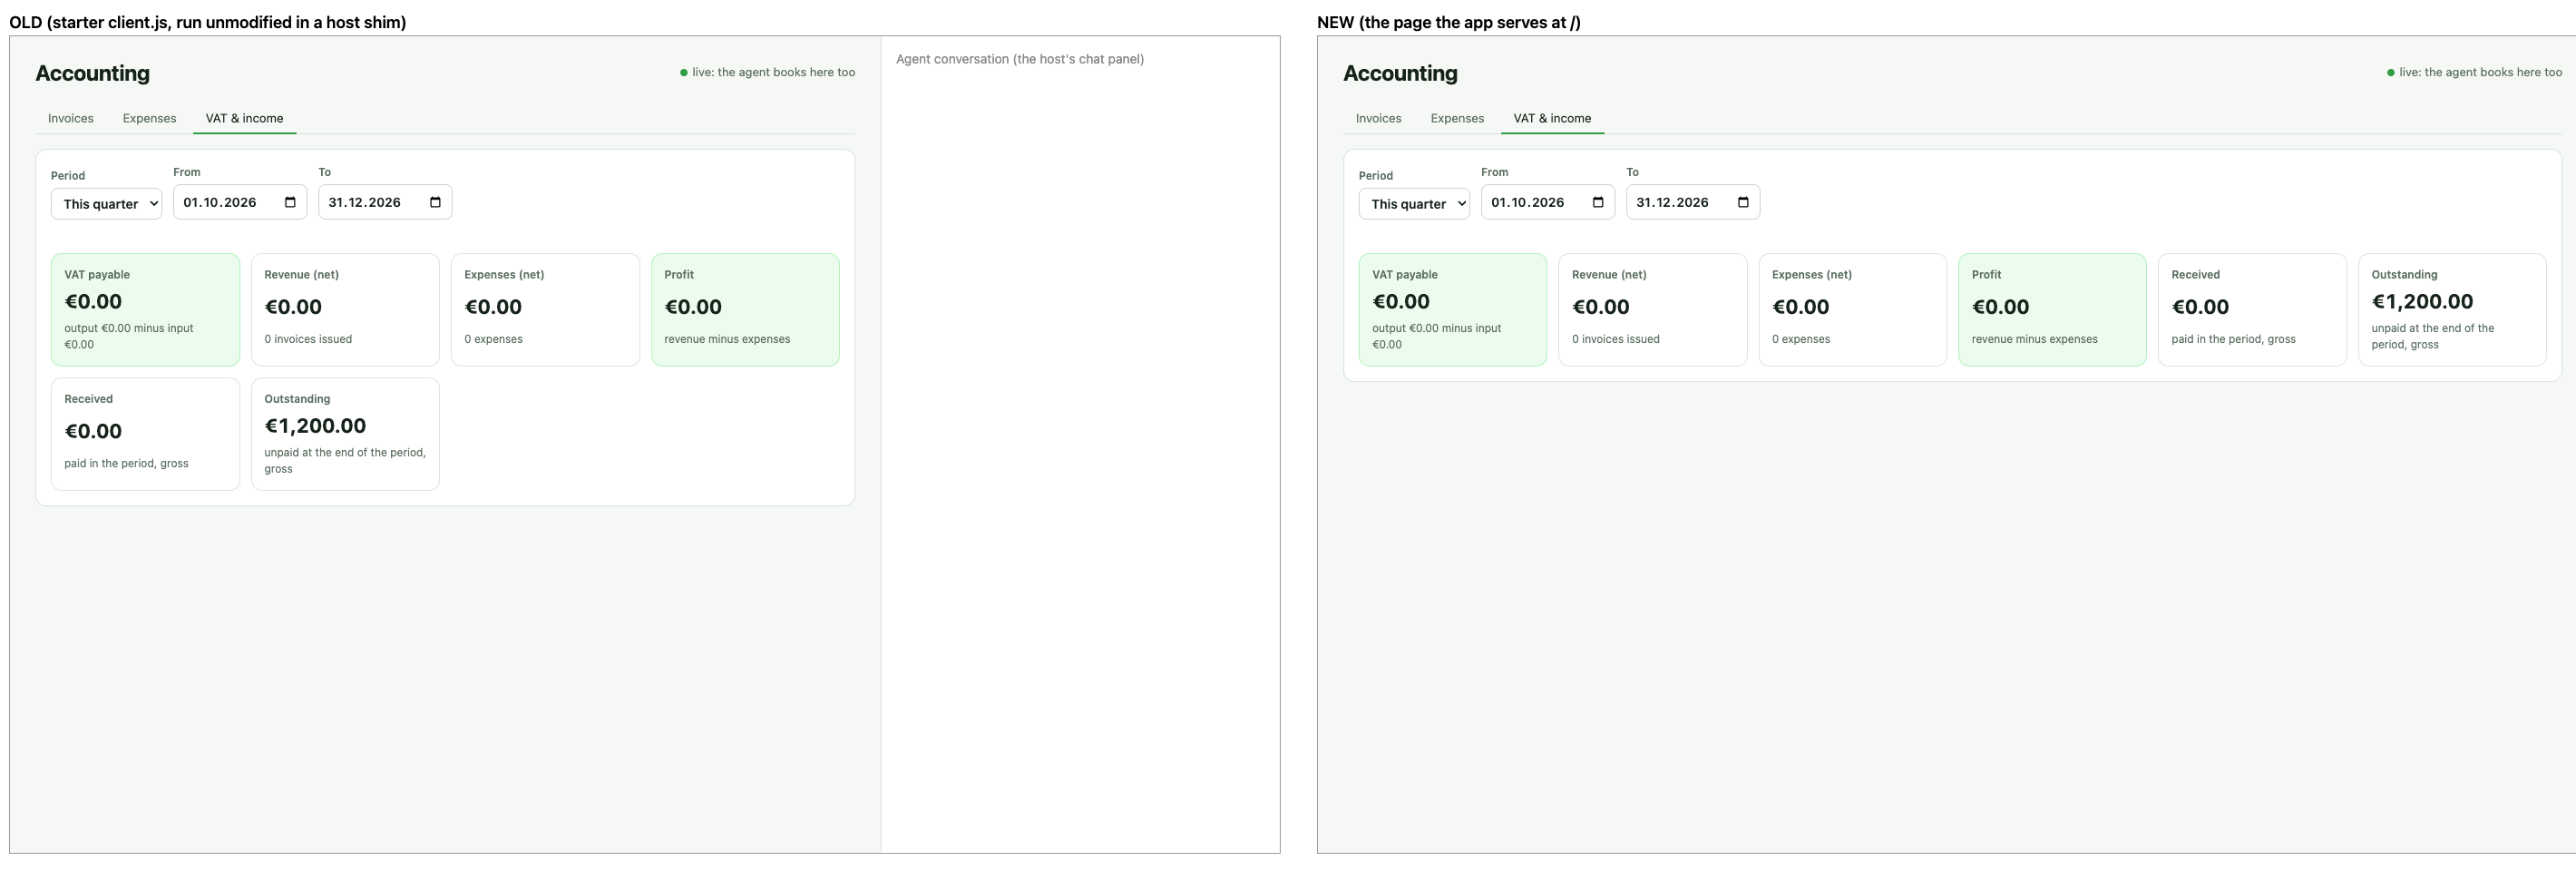 OLD (starter client.js, run unmodified in a host shim)
Accounting
live: the agent books here too
Invoices
Expenses
VAT & income
Period
From
To
This quarter
01.10.2026
31.12.2026
VAT payable
€0.00
output €0.00 minus input
€0.00
Revenue (net)
€0.00
0 invoices issued
Expenses (net)
€0.00
0 expenses
Profit
€0.00
revenue minus expenses
Received
€0.00
paid in the period, gross
Outstanding
€1,200.00
unpaid at the end of the period,
gross
Agent conversation (the host's chat panel)
NEW (the page the app serves at /)
Accounting
live: the agent books here too
Invoices
Expenses
VAT & income
Period
From
To
This quarter
01.10.2026
31.12.2026
VAT payable
€0.00
output €0.00 minus input
€0.00
Revenue (net)
€0.00
0 invoices issued
Expenses (net)
€0.00
0 expenses
Profit
€0.00
revenue minus expenses
Received
€0.00
paid in the period, gross
Outstanding
€1,200.00
unpaid at the end of the
period, gross